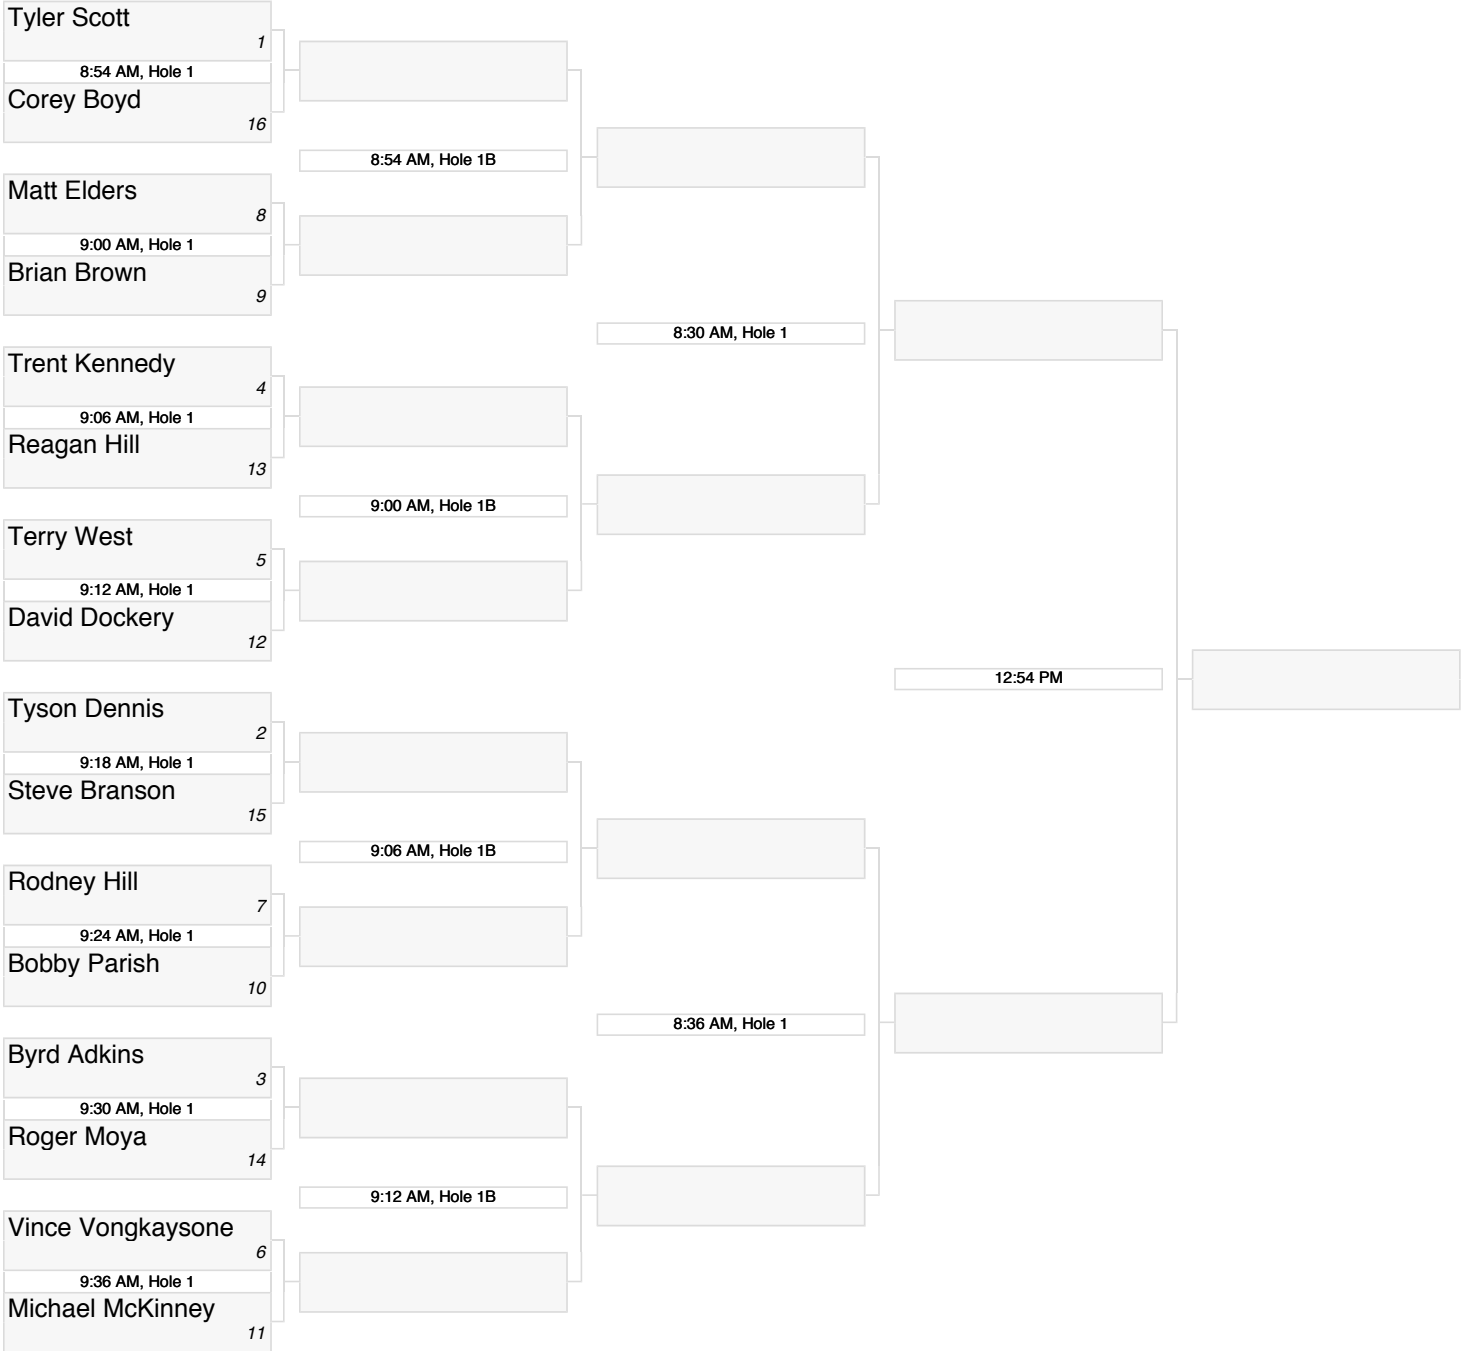 Tyler Scott
1
8:54 AM, Hole 1
Corey Boyd
16
8:54 AM, Hole 1B
Matt Elders
8
9:00 AM, Hole 1
Brian Brown
9
8:30 AM, Hole 1
Trent Kennedy
4
9:06 AM, Hole 1
Reagan Hill
13
9:00 AM, Hole 1B
Terry West
5
9:12 AM, Hole 1
David Dockery
12
12:54 PM
Tyson Dennis
2
9:18 AM, Hole 1
Steve Branson
15
9:06 AM, Hole 1B
Rodney Hill
7
9:24 AM, Hole 1
Bobby Parish
10
8:36 AM, Hole 1
Byrd Adkins
3
9:30 AM, Hole 1
Roger Moya
14
9:12 AM, Hole 1B
Vince Vongkaysone
6
9:36 AM, Hole 1
Michael McKinney
11